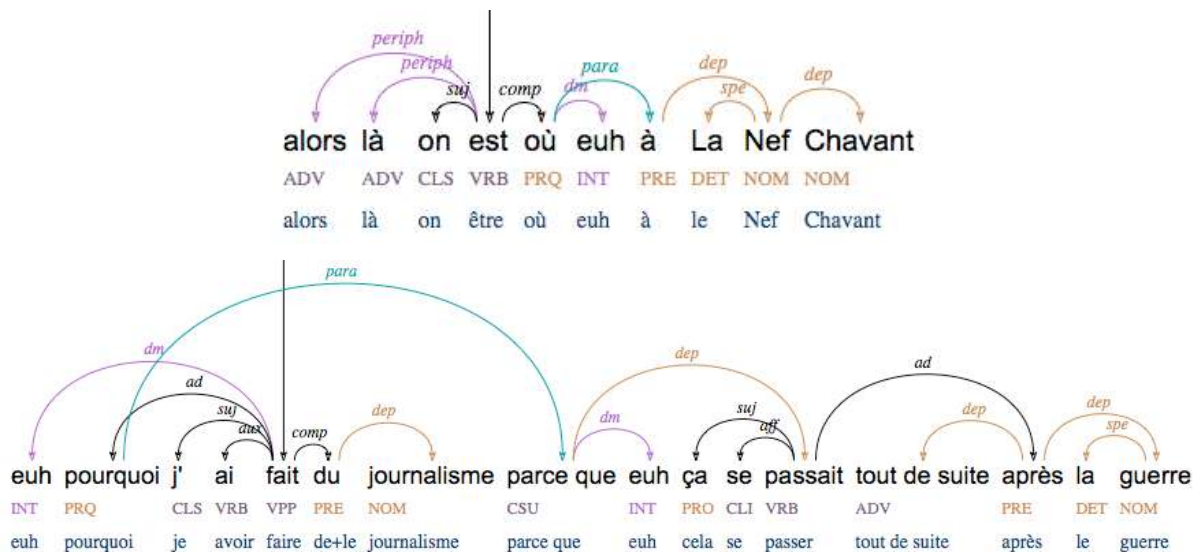 periph
periph suj comp dm para dep spe dep
alors là on est où euh à La Nef Chavant
ADV ADV CLS VRB PRQ INT PRE DET NOM NOM
alors là on être où euh à le Nef Chavant
para
dm dep ad
ad suj aux comp dep dm suj aff dep dep spe
euh pourquoi j' ai fait du journalisme parce que euh ça se passait tout de suite après la guerre
INT PRQ CLS VRB VPP PRE NOM CSU INT PRO CLI VRB ADV PRE DET NOM
euh pourquoi je avoir faire de+le journalisme parce que euh cela se passer tout de suite après le guerre